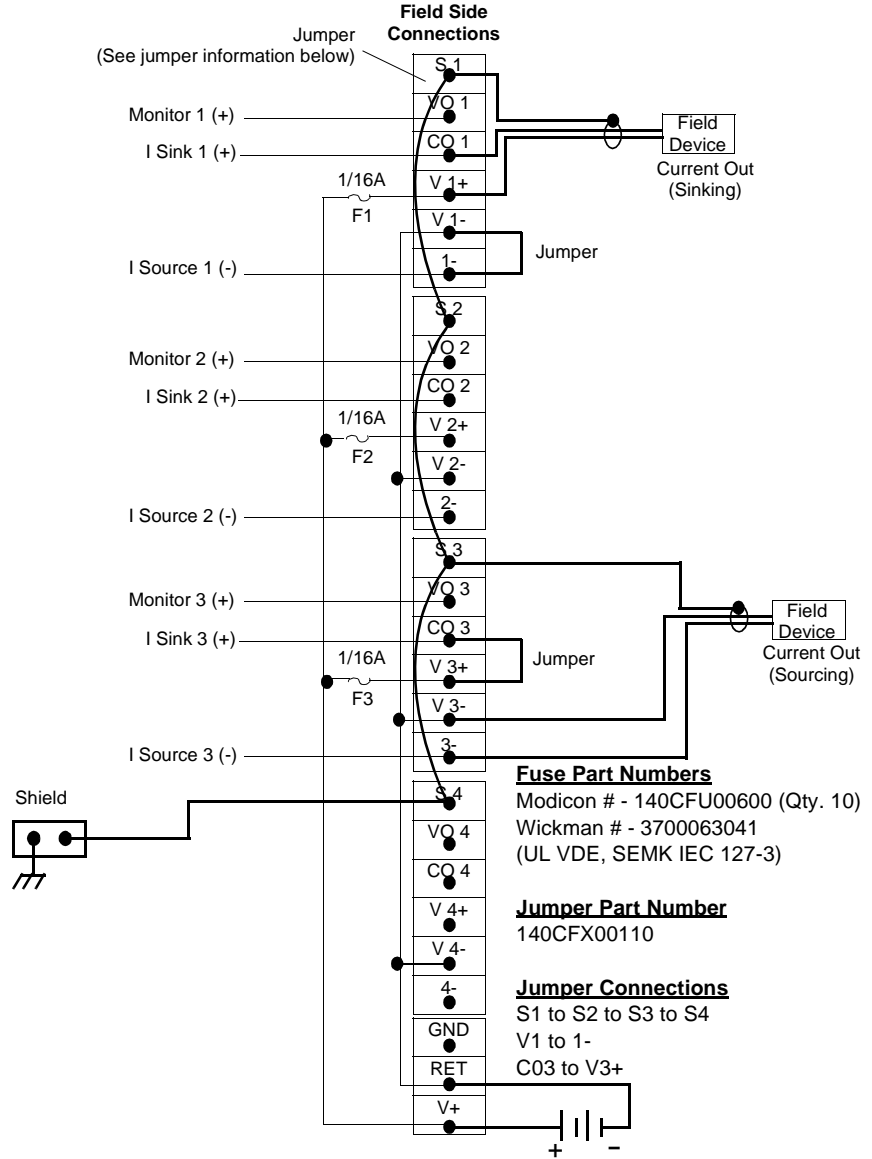 Field Side
Connections
Jumper
(See jumper information below)
S 1
VO 1
Monitor 1 (+)
CO 1
I Sink 1 (+)
Field
Device
Current Out
(Sinking)
1/16A
V 1+
F1
V 1-
Jumper
1-
I Source 1 (-)
S 2
VO 2
Monitor 2 (+)
CO 2
I Sink 2 (+)
1/16A
V 2+
F2
V 2-
2-
I Source 2 (-)
S 3
VO 3
Monitor 3 (+)
CO 3
I Sink 3 (+)
Field
Device
Current Out
(Sourcing)
1/16A
V 3+
Jumper
F3
V 3-
3-
I Source 3 (-)
Shield
S 4
VO 4
CO 4
V 4+
V 4-
4-
GND
RET
V+
+
–
Fuse Part Numbers
Modicon # - 140CFU00600 (Qty. 10)
Wickman # - 3700063041
(UL VDE, SEMK IEC 127-3)
Jumper Part Number
140CFX00110
Jumper Connections
S1 to S2 to S3 to S4
V1 to 1-
C03 to V3+